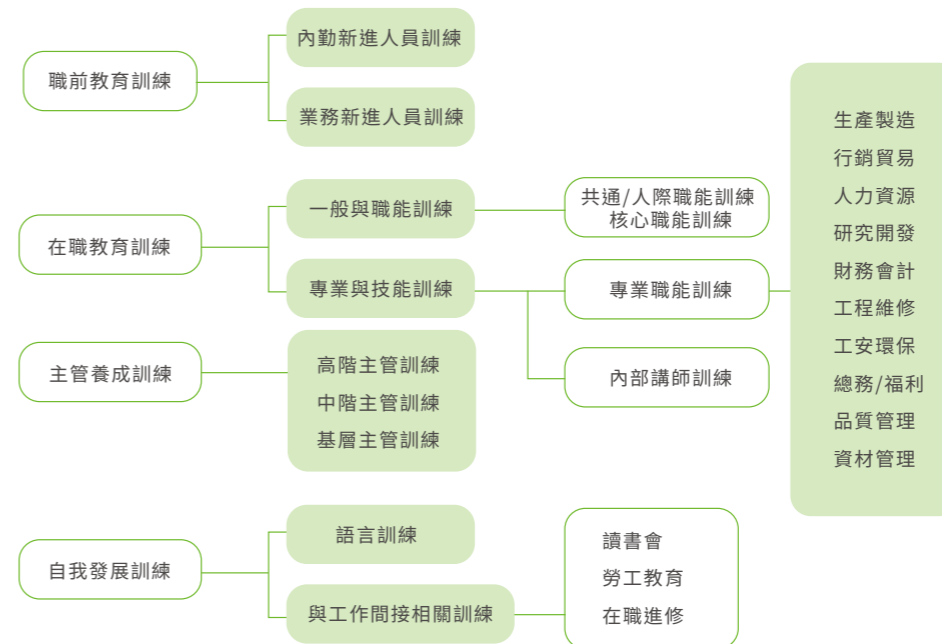 職前教育訓練
內勤新進人員訓練
業務新進人員訓練
在職教育訓練
一般與職能訓練
共通/人際職能訓練
核心職能訓練
專業與技能訓練
專業職能訓練
內部講師訓練
生產製造
行銷貿易
人力資源
研究開發
財務會計
工程維修
工安環保
總務/福利
品質管理
資材管理
主管養成訓練
高階主管訓練
中階主管訓練
基層主管訓練
自我發展訓練
語言訓練
與工作間接相關訓練
讀書會
勞工教育
在職進修